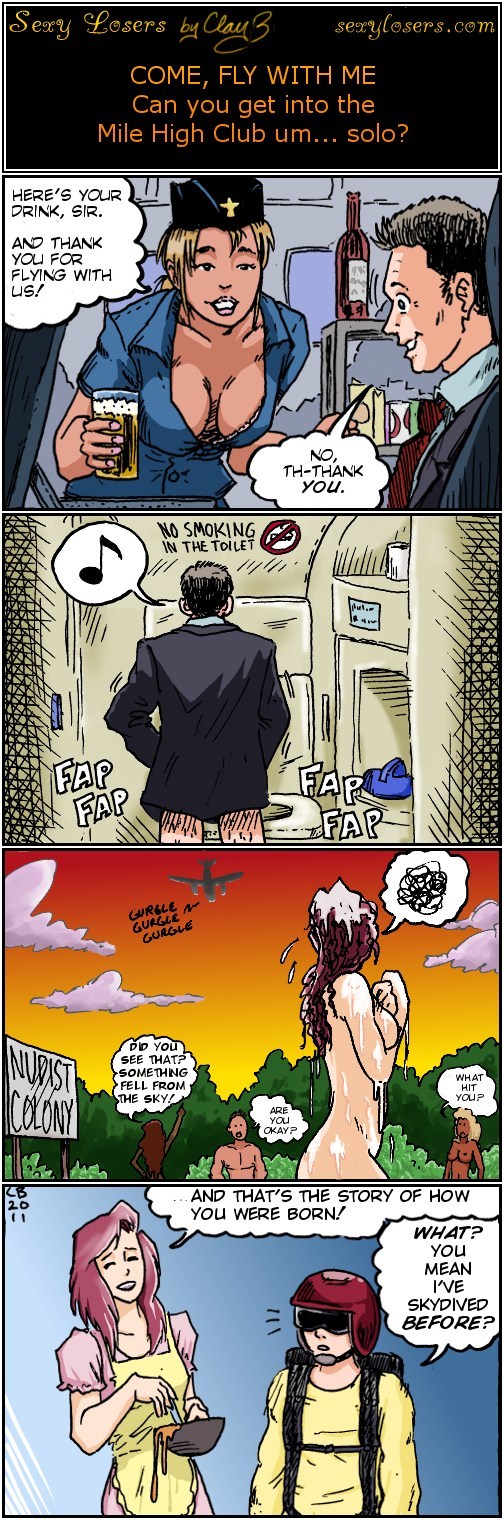 Sexy Losers by Clay 3 sexylosers.com
COME, FLY WITH ME
Can you get into the
Mile High Club um... solo?
HERE'S YOUR
DRINK, SIR.
AND THANK
YOU FOR
FLYING WITH
US!
NO,
TH-THANK
YOU.
NO SMOKING
IN THE TOILET
FAP
FAP
FAP
FAP
GURGLE
GURGLE
GURGLE
DID YOU
SEE THAT?
SOMETHING
FELL FROM
THE SKY!
NUDIST
COLONY
ARE
YOU
OKAY?
WHAT
HIT
YOU?
CB
20
11
...AND THAT'S THE STORY OF HOW
YOU WERE BORN!
WHAT?
YOU
MEAN
I'VE
SKYDIVED
BEFORE?